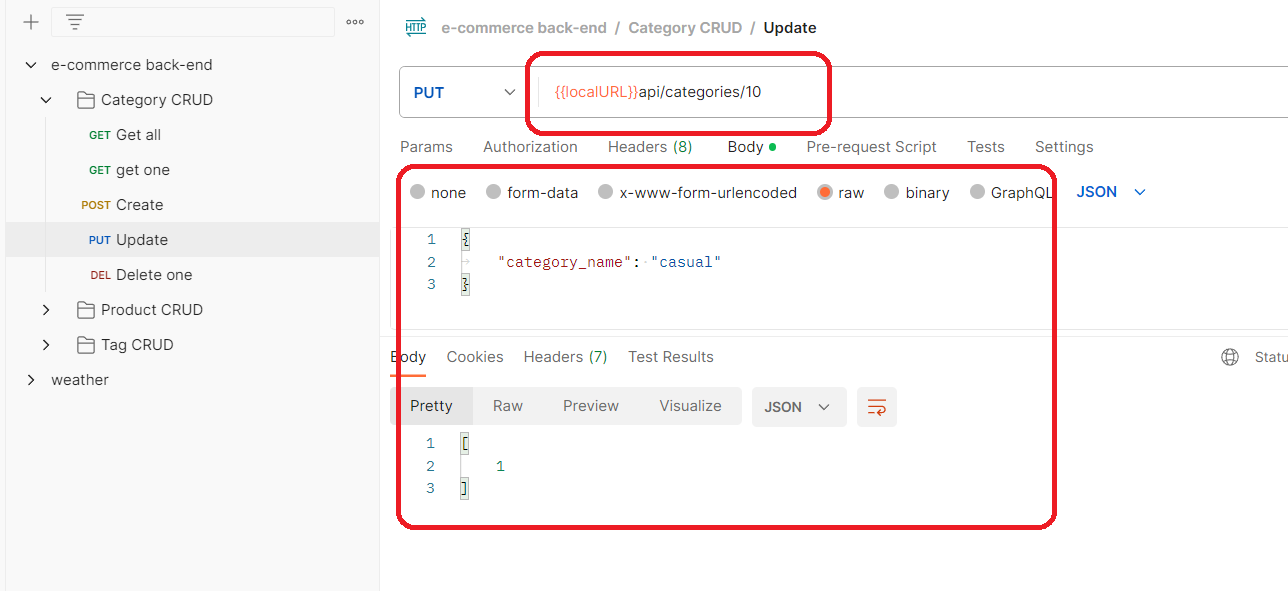 HTTP e-commerce back-end / Category CRUD / Update
e-commerce back-end
Category CRUD
GET Get all
GET get one
POST Create
PUT Update
DEL Delete one
Product CRUD
Tag CRUD
weather
PUT {{localURL}}api/categories/10
Params Authorization Headers (8) Body Pre-request Script Tests Settings
none form-data x-www-form-urlencoded raw binary GraphQL JSON
1 {
2 "category_name": "casual"
3 }
Body Cookies Headers (7) Test Results Statu
Pretty Raw Preview Visualize JSON
1 [
2 1
3 ]